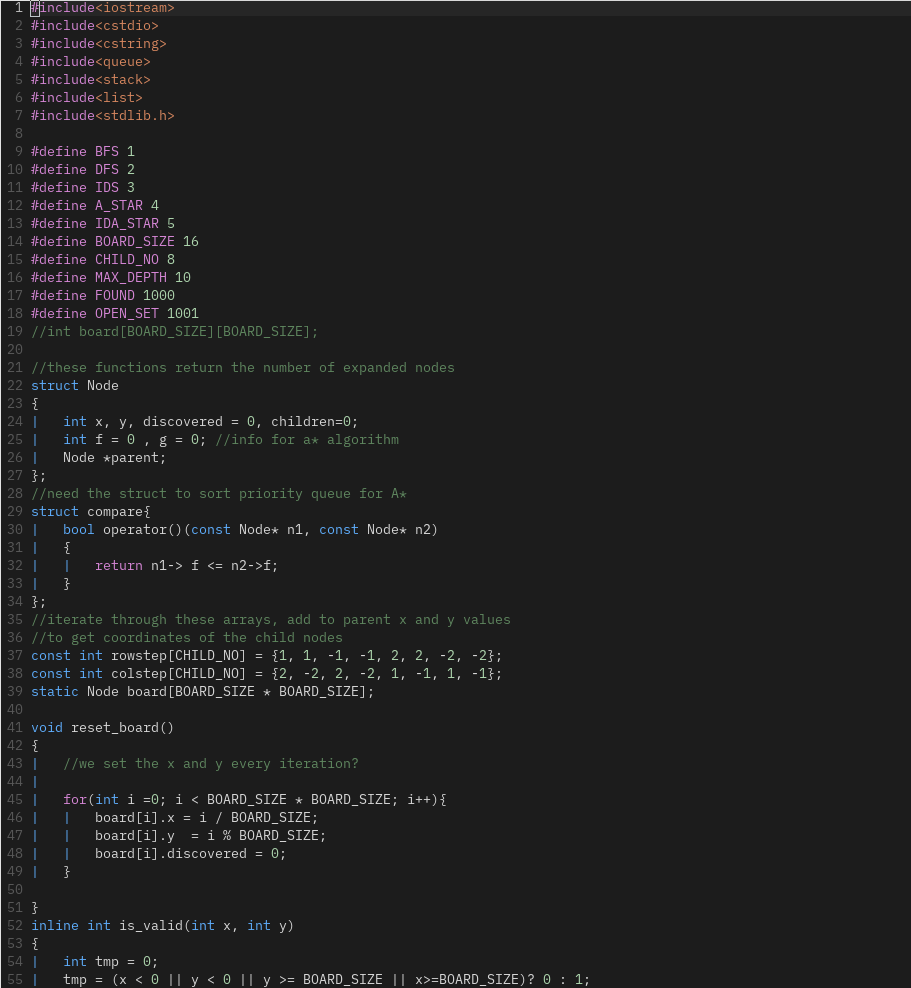 1 #include<iostream>
2 #include<cstdio>
3 #include<cstring>
4 #include<queue>
5 #include<stack>
6 #include<list>
7 #include<stdlib.h>
8
9 #define BFS 1
10 #define DFS 2
11 #define IDS 3
12 #define A_STAR 4
13 #define IDA_STAR 5
14 #define BOARD_SIZE 16
15 #define CHILD_NO 8
16 #define MAX_DEPTH 10
17 #define FOUND 1000
18 #define OPEN_SET 1001
19 //int board[BOARD_SIZE][BOARD_SIZE];
20
21 //these functions return the number of expanded nodes
22 struct Node
23 {
24 |   int x, y, discovered = 0, children=0;
25 |   int f = 0 , g = 0; //info for a* algorithm
26 |   Node *parent;
27 };
28 //need the struct to sort priority queue for A*
29 struct compare{
30 |   bool operator()(const Node* n1, const Node* n2)
31 |   {
32 |   |   return n1-> f <= n2->f;
33 |   }
34 };
35 //iterate through these arrays, add to parent x and y values
36 //to get coordinates of the child nodes
37 const int rowstep[CHILD_NO] = {1, 1, -1, -1, 2, 2, -2, -2};
38 const int colstep[CHILD_NO] = {2, -2, 2, -2, 1, -1, 1, -1};
39 static Node board[BOARD_SIZE * BOARD_SIZE];
40
41 void reset_board()
42 {
43 |   //we set the x and y every iteration?
44 |
45 |   for(int i =0; i < BOARD_SIZE * BOARD_SIZE; i++){
46 |   |   board[i].x = i / BOARD_SIZE;
47 |   |   board[i].y  = i % BOARD_SIZE;
48 |   |   board[i].discovered = 0;
49 |   }
50
51 }
52 inline int is_valid(int x, int y)
53 {
54 |   int tmp = 0;
55 |   tmp = (x < 0 || y < 0 || y >= BOARD_SIZE || x>=BOARD_SIZE)? 0 : 1;